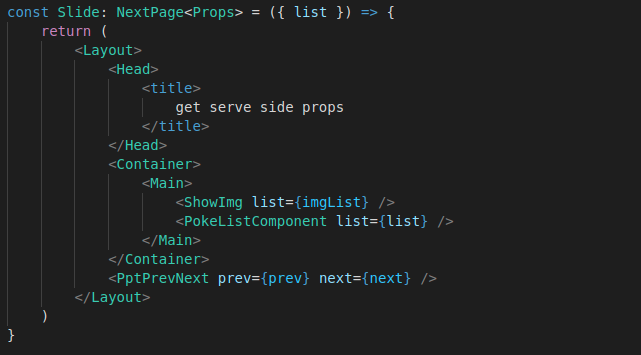 const Slide: NextPage<Props> = ({ list }) => {
    return (
        <Layout>
            <Head>
                <title>
                    get serve side props
                </title>
            </Head>
            <Container>
                <Main>
                    <ShowImg list={imgList} />
                    <PokeListComponent list={list} />
                </Main>
            </Container>
            <PptPrevNext prev={prev} next={next} />
        </Layout>
    )
}